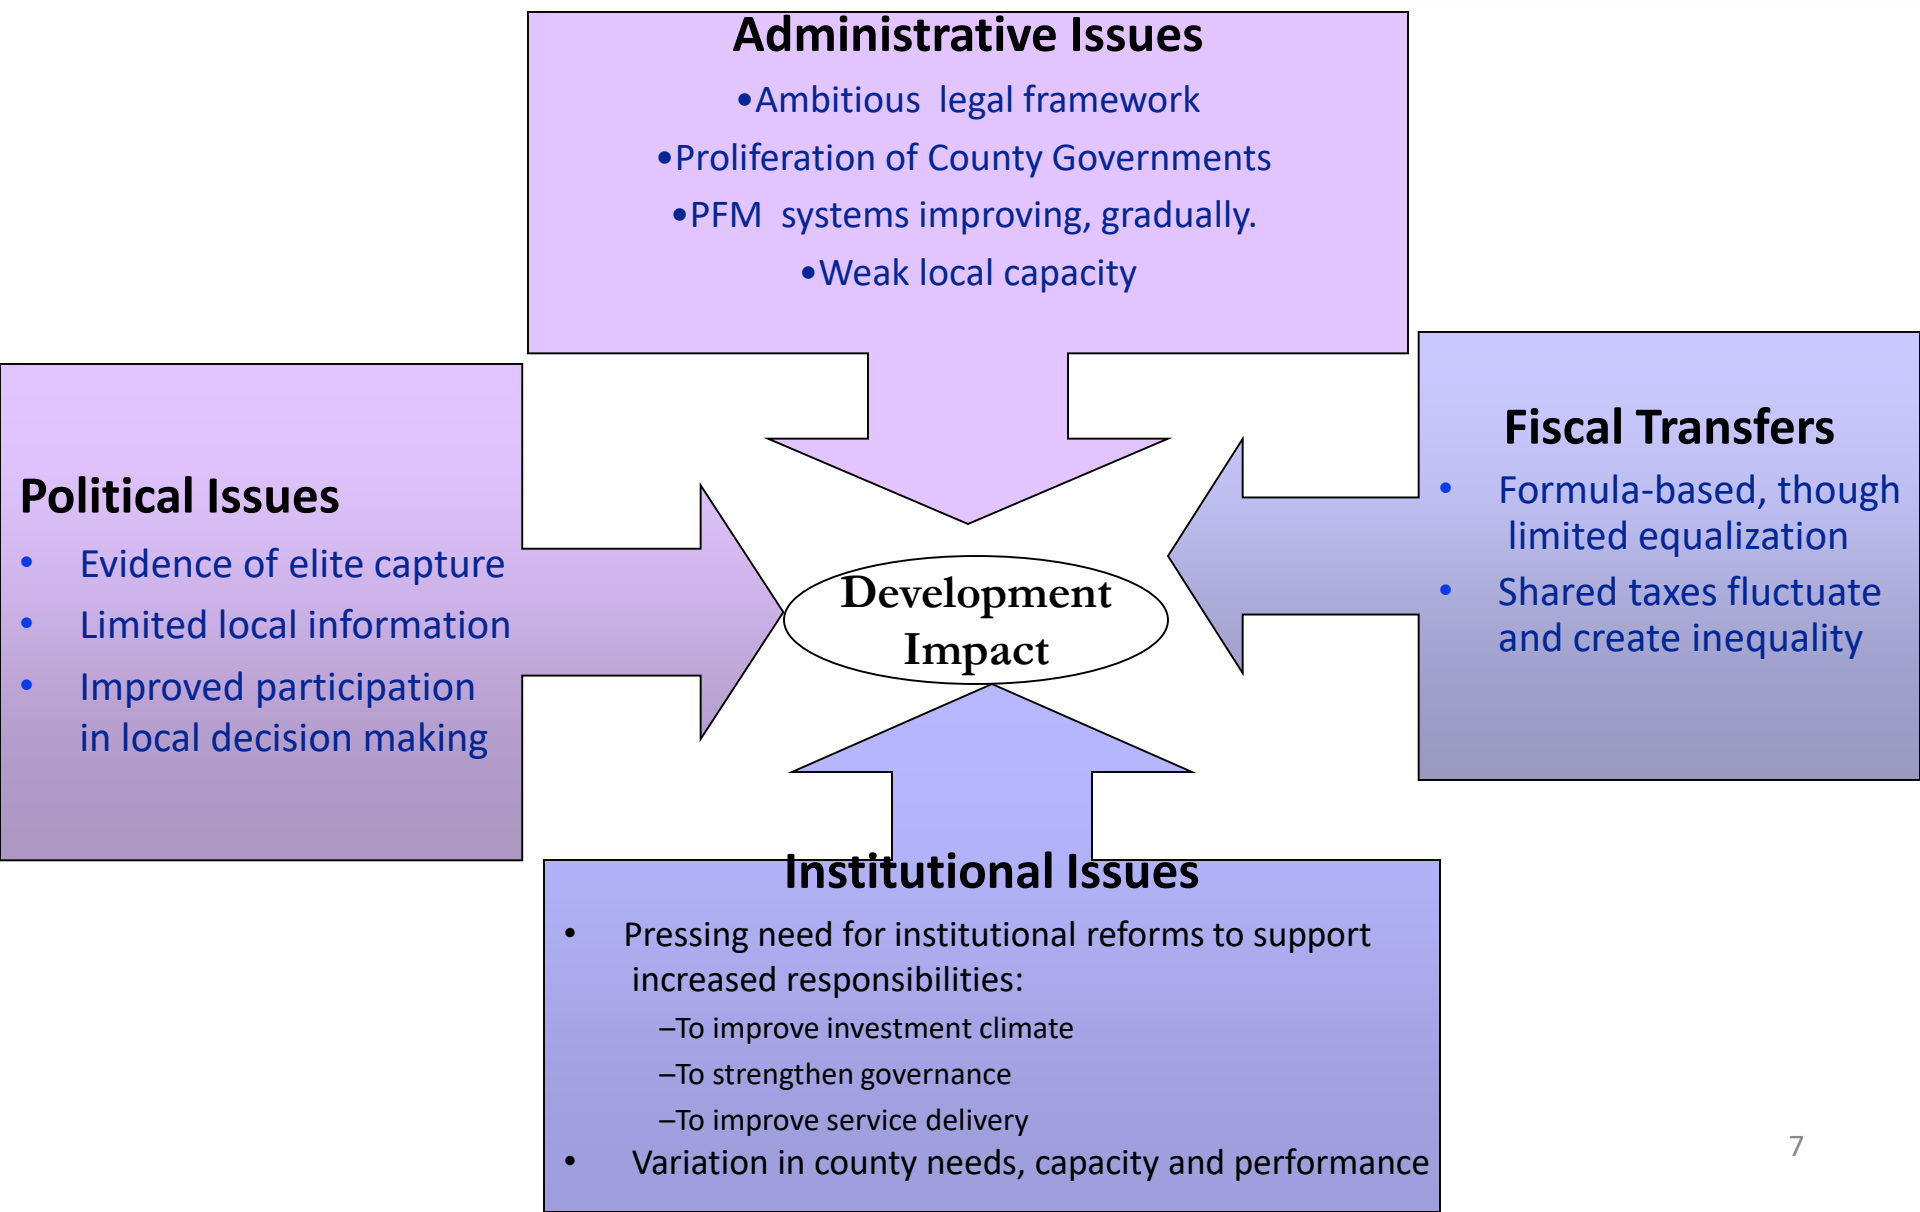 Administrative Issues
•Ambitious legal framework
•Proliferation of County Governments
•PFM systems improving, gradually.
•Weak local capacity
Political Issues
• Evidence of elite capture
• Limited local information
• Improved participation
in local decision making
Development
Impact
Fiscal Transfers
• Formula-based, though
limited equalization
• Shared taxes fluctuate
and create inequality
Institutional Issues
• Pressing need for institutional reforms to support
increased responsibilities:
–To improve investment climate
–To strengthen governance
–To improve service delivery
• Variation in county needs, capacity and performance
7